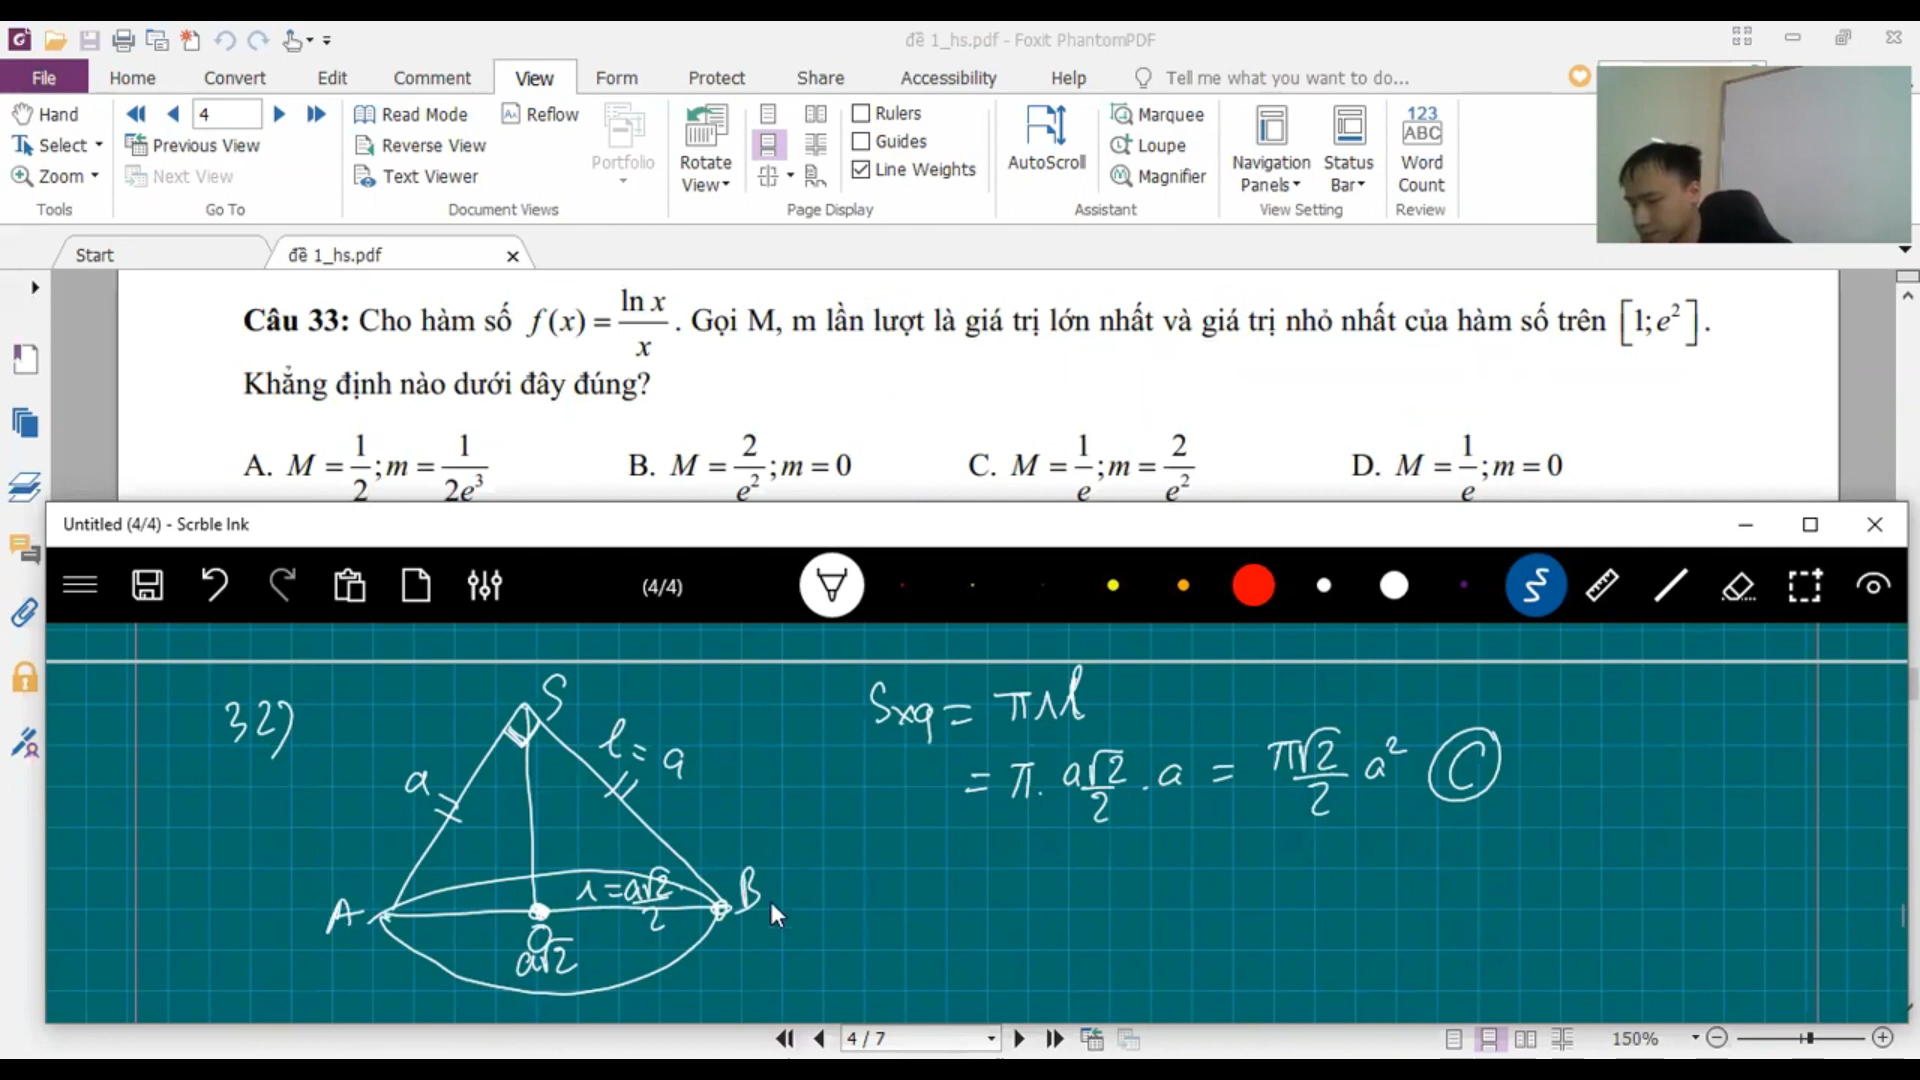 đề 1_hs.pdf - Foxit PhantomPDF
File Home Convert Edit Comment View Form Protect Share Accessibility Help Tell me what you want to do...
Hand
Select
Zoom
Tools
4
Previous View
Next View
Go To
Read Mode
Reverse View
Text Viewer
Reflow
Portfolio
Document Views
Rotate View
Page Display
Rulers
Guides
Line Weights
AutoScroll
Marquee
Loupe
Magnifier
Assistant
Navigation Panels
Status Bar
View Setting
123
ABC
Word Count
Review
Start
đề 1_hs.pdf
Câu 33: Cho hàm số f(x) = ln x / x . Gọi M, m lần lượt là giá trị lớn nhất và giá trị nhỏ nhất của hàm số trên [1;e²].
Khẳng định nào dưới đây đúng?
A. M = 1/2 ; m = 1/2e³ B. M = 2/e² ; m = 0 C. M = 1/e ; m = 2/e² D. M = 1/e ; m = 0
Untitled (4/4) - Scrble Ink
(4/4)
32)
S
a
l = a
A
r = a√2/2
B
O
a√2
Sxq = πrl
= π. a√2/2 . a = π√2/2 a² C
4 / 7
150%